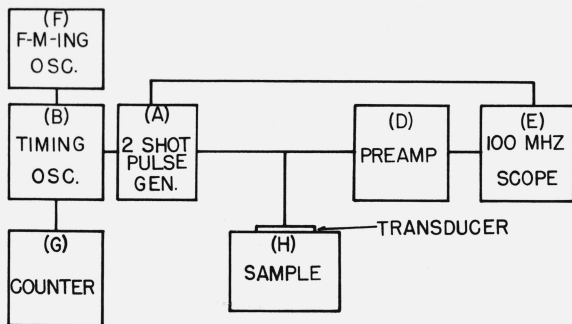 (F)
F-M-ING
OSC.
(B)
TIMING
OSC.
(A)
2 SHOT
PULSE
GEN.
(D)
PREAMP
(E)
100 MHZ
SCOPE
(G)
COUNTER
TRANSDUCER
(H)
SAMPLE